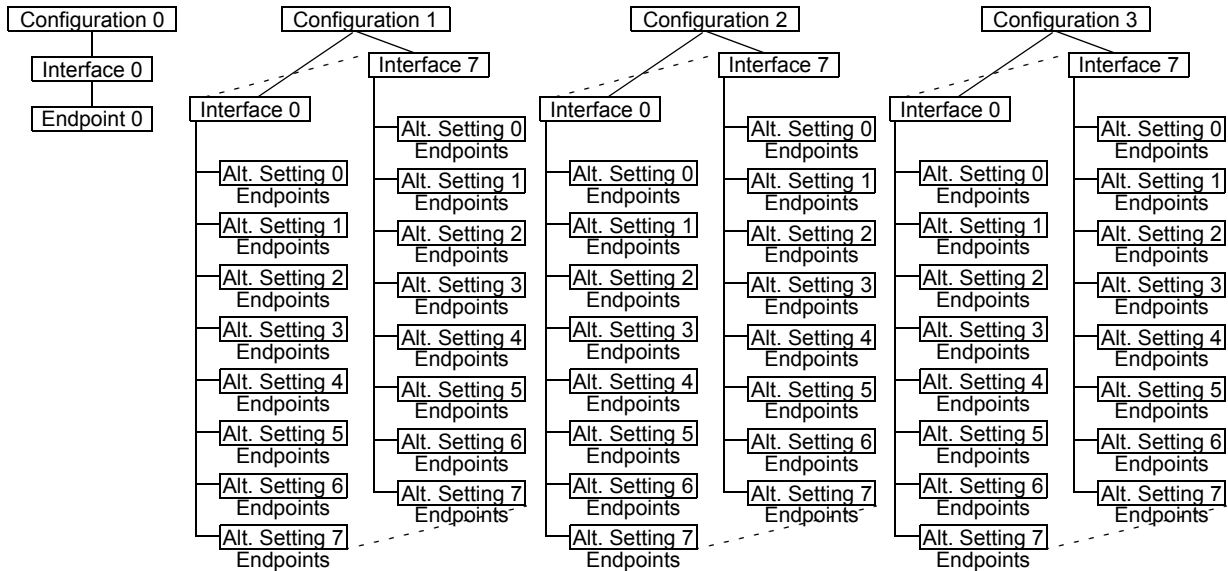 Configuration 0
Interface 0
Endpoint 0
Configuration 1
Interface 7
Interface 0
Alt. Setting 0
Endpoints
Alt. Setting 1
Endpoints
Alt. Setting 2
Endpoints
Alt. Setting 3
Endpoints
Alt. Setting 4
Endpoints
Alt. Setting 5
Endpoints
Alt. Setting 6
Endpoints
Alt. Setting 7
Endpoints
Alt. Setting 0
Endpoints
Alt. Setting 1
Endpoints
Alt. Setting 2
Endpoints
Alt. Setting 3
Endpoints
Alt. Setting 4
Endpoints
Alt. Setting 5
Endpoints
Alt. Setting 6
Endpoints
Alt. Setting 7
Endpoints
Configuration 2
Interface 7
Interface 0
Alt. Setting 0
Endpoints
Alt. Setting 1
Endpoints
Alt. Setting 2
Endpoints
Alt. Setting 3
Endpoints
Alt. Setting 4
Endpoints
Alt. Setting 5
Endpoints
Alt. Setting 6
Endpoints
Alt. Setting 7
Endpoints
Alt. Setting 0
Endpoints
Alt. Setting 1
Endpoints
Alt. Setting 2
Endpoints
Alt. Setting 3
Endpoints
Alt. Setting 4
Endpoints
Alt. Setting 5
Endpoints
Alt. Setting 6
Endpoints
Alt. Setting 7
Endpoints
Configuration 3
Interface 7
Interface 0
Alt. Setting 0
Endpoints
Alt. Setting 1
Endpoints
Alt. Setting 2
Endpoints
Alt. Setting 3
Endpoints
Alt. Setting 4
Endpoints
Alt. Setting 5
Endpoints
Alt. Setting 6
Endpoints
Alt. Setting 7
Endpoints
Alt. Setting 0
Endpoints
Alt. Setting 1
Endpoints
Alt. Setting 2
Endpoints
Alt. Setting 3
Endpoints
Alt. Setting 4
Endpoints
Alt. Setting 5
Endpoints
Alt. Setting 6
Endpoints
Alt. Setting 7
Endpoints